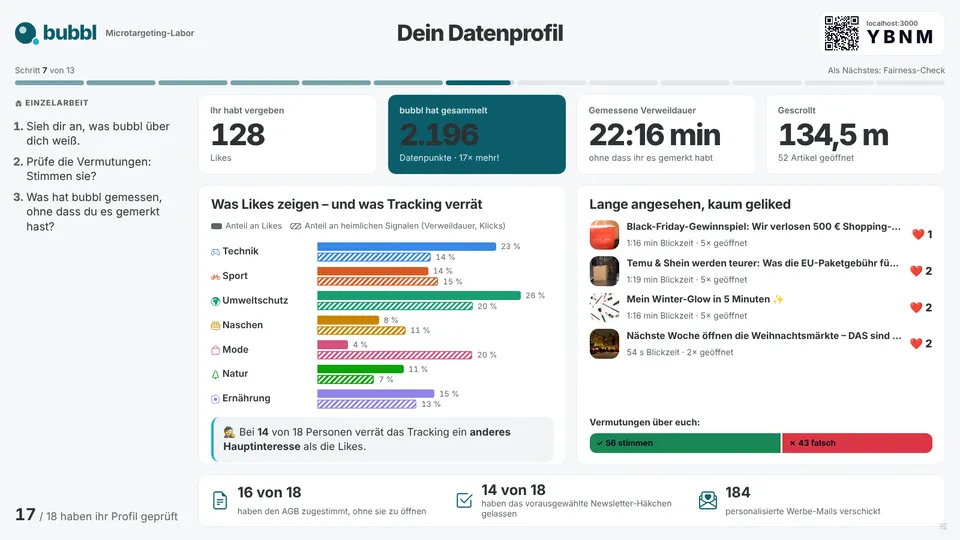 bubbl
Microtargeting-Labor
Dein Datenprofil
localhost:3000
YBNM
Schritt 7 von 13
Als Nächstes: Fairness-Check
EINZELARBEIT
1. Sieh dir an, was bubbl über
dich weiß.
2. Prüfe die Vermutungen:
Stimmen sie?
3. Was hat bubbl gemessen,
ohne dass du es gemerkt
hast?
17 / 18 haben ihr Profil geprüft
Ihr habt vergeben
128
Likes
bubbl hat gesammelt
2.196
Datenpunkte · 17× mehr!
Gemessene Verweildauer
22:16 min
ohne dass ihr es gemerkt habt
Gescrollt
134,5 m
52 Artikel geöffnet
Was Likes zeigen – und was Tracking verrät
Anteil an Likes
Anteil an heimlichen Signalen (Verweildauer, Klicks)
Technik
23 %
14 %
Sport
14 %
15 %
Umweltschutz
26 %
20 %
Naschen
8 %
11 %
Mode
4 %
20 %
Natur
11 %
7 %
Ernährung
15 %
13 %
🕵️ Bei 14 von 18 Personen verrät das Tracking ein anderes
Hauptinteresse als die Likes.
Lange angesehen, kaum geliked
Black-Friday-Gewinnspiel: Wir verlosen 500 € Shopping-…
1:16 min Blickzeit · 5× geöffnet
❤️ 1
Temu & Shein werden teurer: Was die EU-Paketgebühr fü…
1:19 min Blickzeit · 5× geöffnet
❤️ 2
Mein Winter-Glow in 5 Minuten ✨
1:16 min Blickzeit · 5× geöffnet
❤️ 2
Nächste Woche öffnen die Weihnachtsmärkte – DAS sind …
54 s Blickzeit · 2× geöffnet
❤️ 2
Vermutungen über euch:
✓ 56 stimmen
× 43 falsch
16 von 18
haben den AGB zugestimmt, ohne sie zu öffnen
14 von 18
haben das vorausgewählte Newsletter-Häkchen
gelassen
184
personalisierte Werbe-Mails verschickt